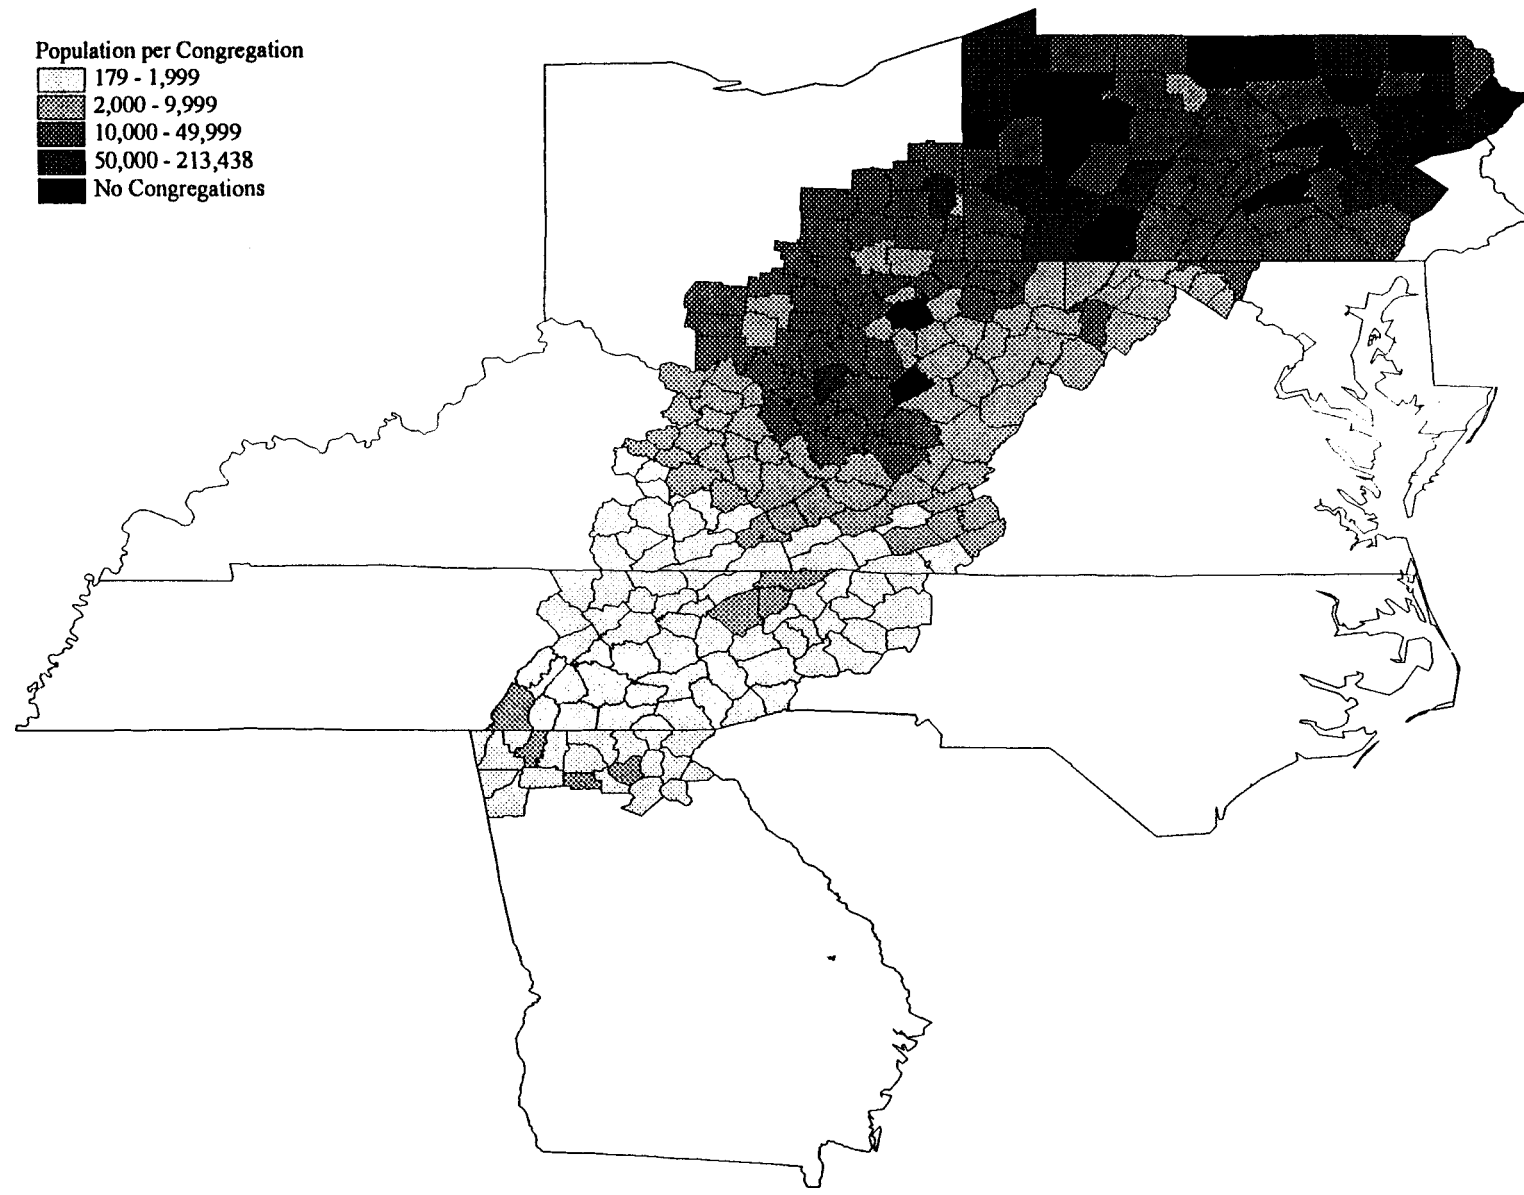 Population per Congregation
179 - 1,999
2,000 - 9,999
10,000 - 49,999
50,000 - 213,438
No Congregations